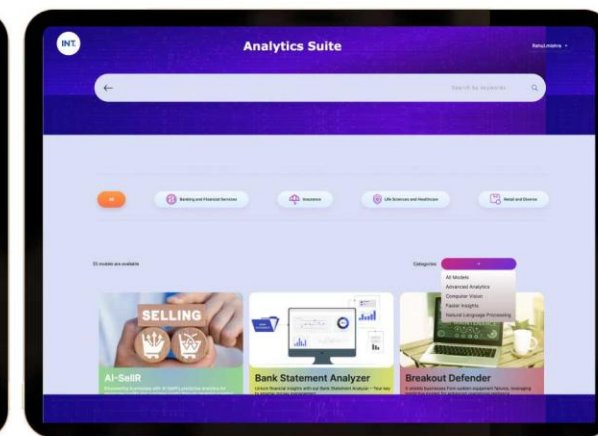 INT.
Analytics Suite
Rahul.mishra
Search by keywords
All
Banking and Financial Services
Insurance
Life Sciences and Healthcare
Retail and Diverse
models are available
Categories
All Models
Advanced Analytics
Computer Vision
Faster Insights
Natural Language Processing
SELLING
AI-SellR
Bank Statement Analyzer
Breakout Defender